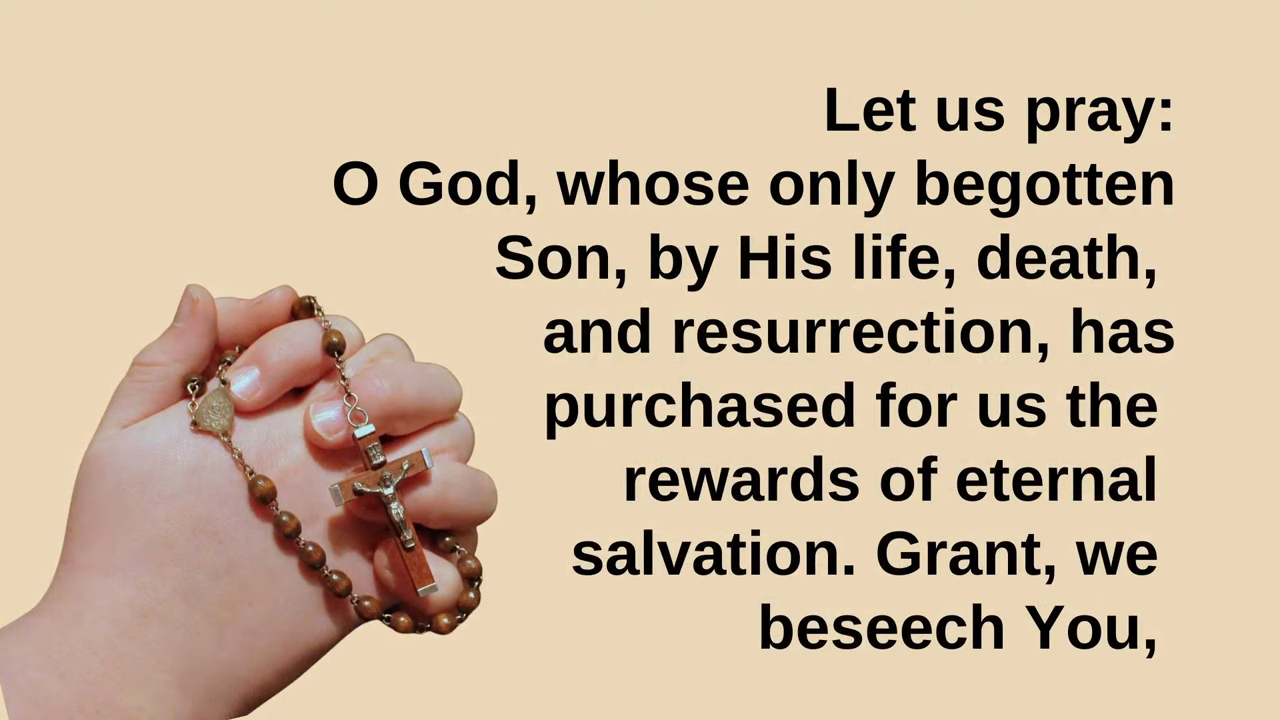 Let us pray:
O God, whose only begotten
Son, by His life, death,
and resurrection, has
purchased for us the
rewards of eternal
salvation. Grant, we
beseech You,